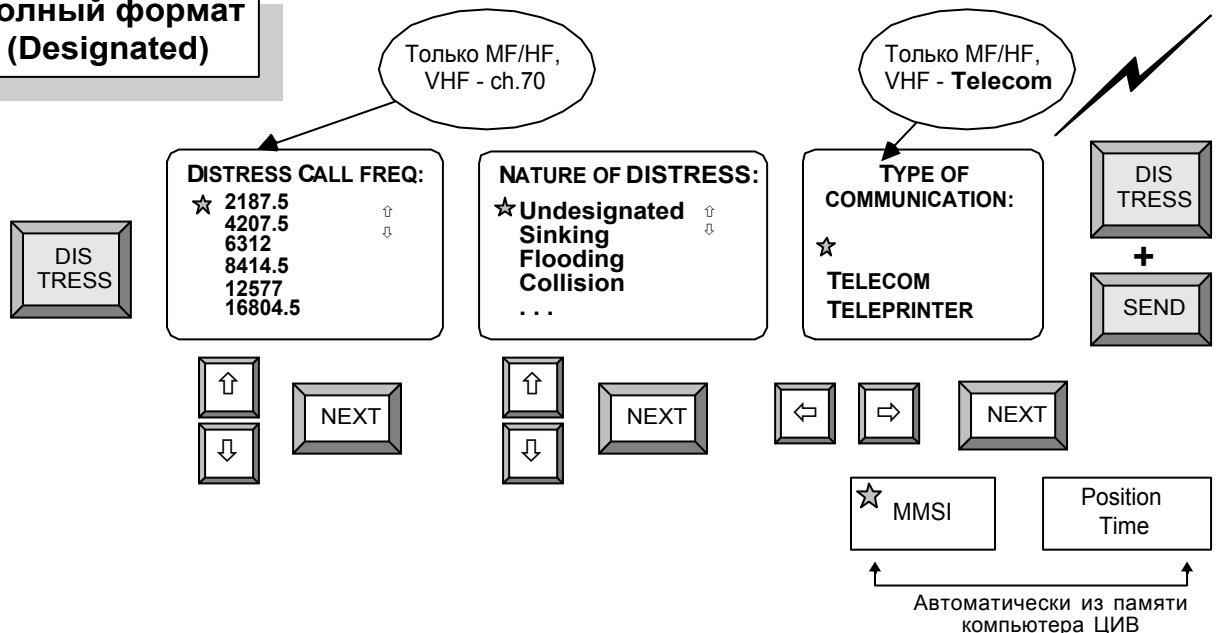 олный формат
(Designated)
Только MF/HF,
VHF - ch.70
Только MF/HF,
VHF - Telecom
DIS
TRESS
DISTRESS CALL FREQ:
2187.5
4207.5
6312
8414.5
12577
16804.5
NATURE OF DISTRESS:
Undesignated
Sinking
Flooding
Collision
. . .
TYPE OF
COMMUNICATION:
TELECOM
TELEPRINTER
DIS
TRESS
+
SEND
NEXT
NEXT
NEXT
MMSI
Position
Time
Автоматически из памяти
компьютера ЦИВ